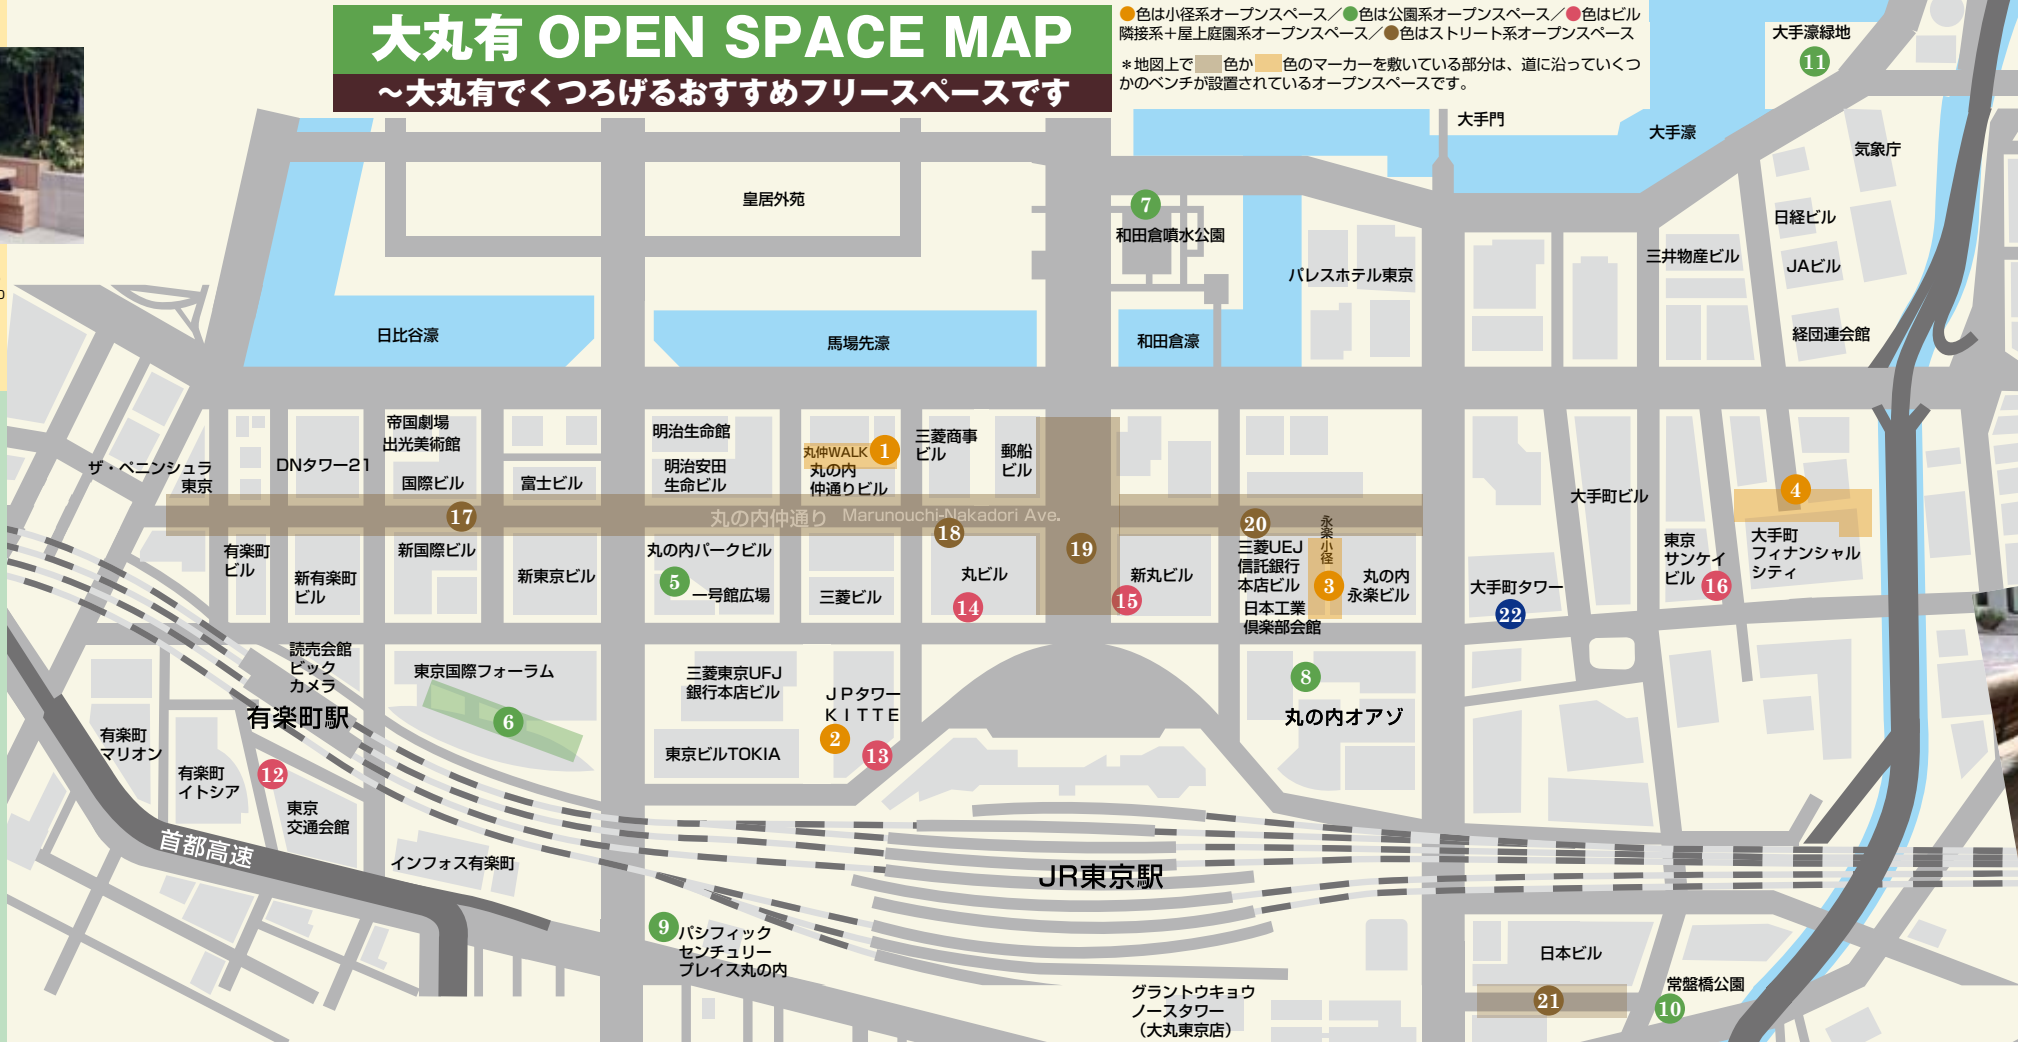 大丸有 OPEN SPACE MAP
～大丸有でくつろげるおすすめフリースペースです
●色は小径系オープンスペース／●色は公園系オープンスペース／●色はビル
隣接系＋屋上庭園系オープンスペース／●色はストリート系オープンスペース
＊地図上で 色か 色のマーカーを敷いている部分は、道に沿っていくつ
かのベンチが設置されているオープンスペースです。
大手濠緑地
11
大手門
大手濠
気象庁
皇居外苑
7
和田倉噴水公園
日経ビル
三井物産ビル
JAビル
パレスホテル東京
日比谷濠
馬場先濠
和田倉濠
経団連会館
帝国劇場
出光美術館
明治生命館
丸仲WALK
1
三菱商事
ビル
郵船
ビル
ザ・ペニンシュラ
東京
DNタワー21
国際ビル
富士ビル
明治安田
生命ビル
丸の内
仲通りビル
大手町ビル
4
17
丸の内仲通り Marunouchi-Nakadori Ave.
18
19
20
永楽小径
有楽町
ビル
新有楽町
ビル
新国際ビル
新東京ビル
丸の内パークビル
5
一号館広場
三菱ビル
丸ビル
14
新丸ビル
15
三菱UEJ
信託銀行
本店ビル
日本工業
倶楽部会館
3
丸の内
永楽ビル
大手町タワー
22
東京
サンケイ
ビル
16
大手町
フィナンシャル
シティ
読売会館
ビック
カメラ
有楽町駅
東京国際フォーラム
6
三菱東京UFJ
銀行本店ビル
東京ビルTOKIA
ＪＰタワー
ＫＩＴＴＥ
2
13
8
丸の内オアゾ
有楽町
マリオン
有楽町
イトシア
12
東京
交通会館
首都高速
インフォス有楽町
JR東京駅
9
パシフィック
センチュリー
プレイス丸の内
グラントウキョウ
ノースタワー
（大丸東京店）
日本ビル
21
常盤橋公園
10